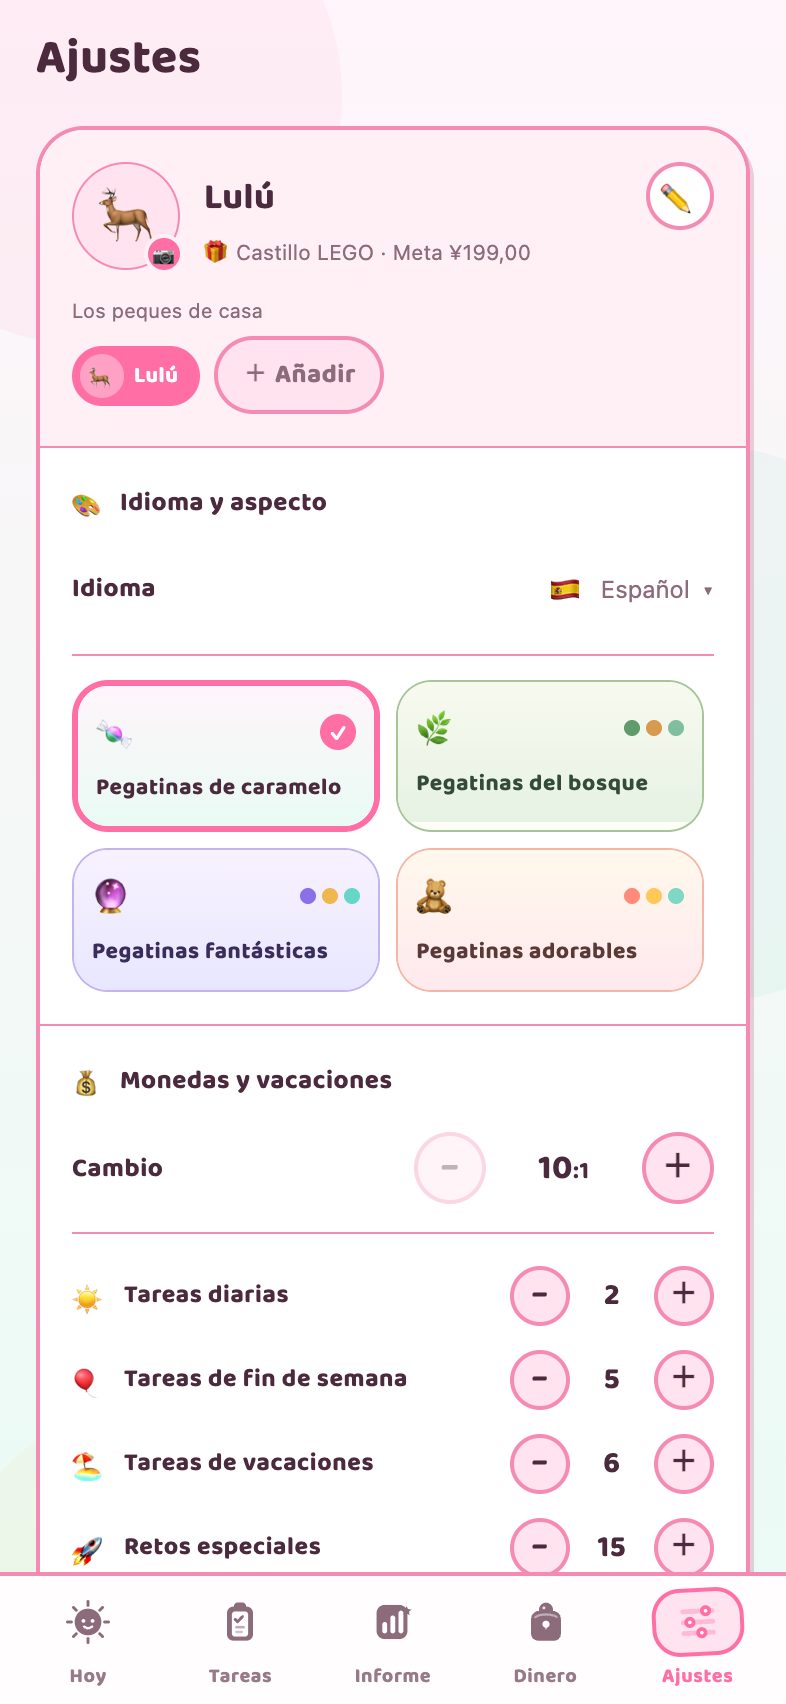 Ajustes
Lulú
Castillo LEGO · Meta ¥199,00
Los peques de casa
Lulú
+ Añadir
Idioma y aspecto
Idioma
Español ▾
Pegatinas de caramelo
Pegatinas del bosque
Pegatinas fantásticas
Pegatinas adorables
Monedas y vacaciones
Cambio - 10:1 +
Tareas diarias - 2 +
Tareas de fin de semana - 5 +
Tareas de vacaciones - 6 +
Retos especiales - 15 +
Hoy Tareas Informe Dinero Ajustes